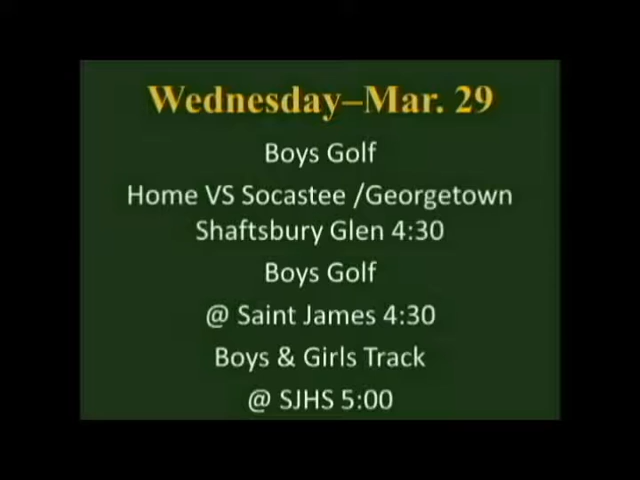 Wednesday–Mar. 29
Boys Golf
Home VS Socastee /Georgetown
Shaftsbury Glen 4:30
Boys Golf
@ Saint James 4:30
Boys & Girls Track
@ SJHS 5:00